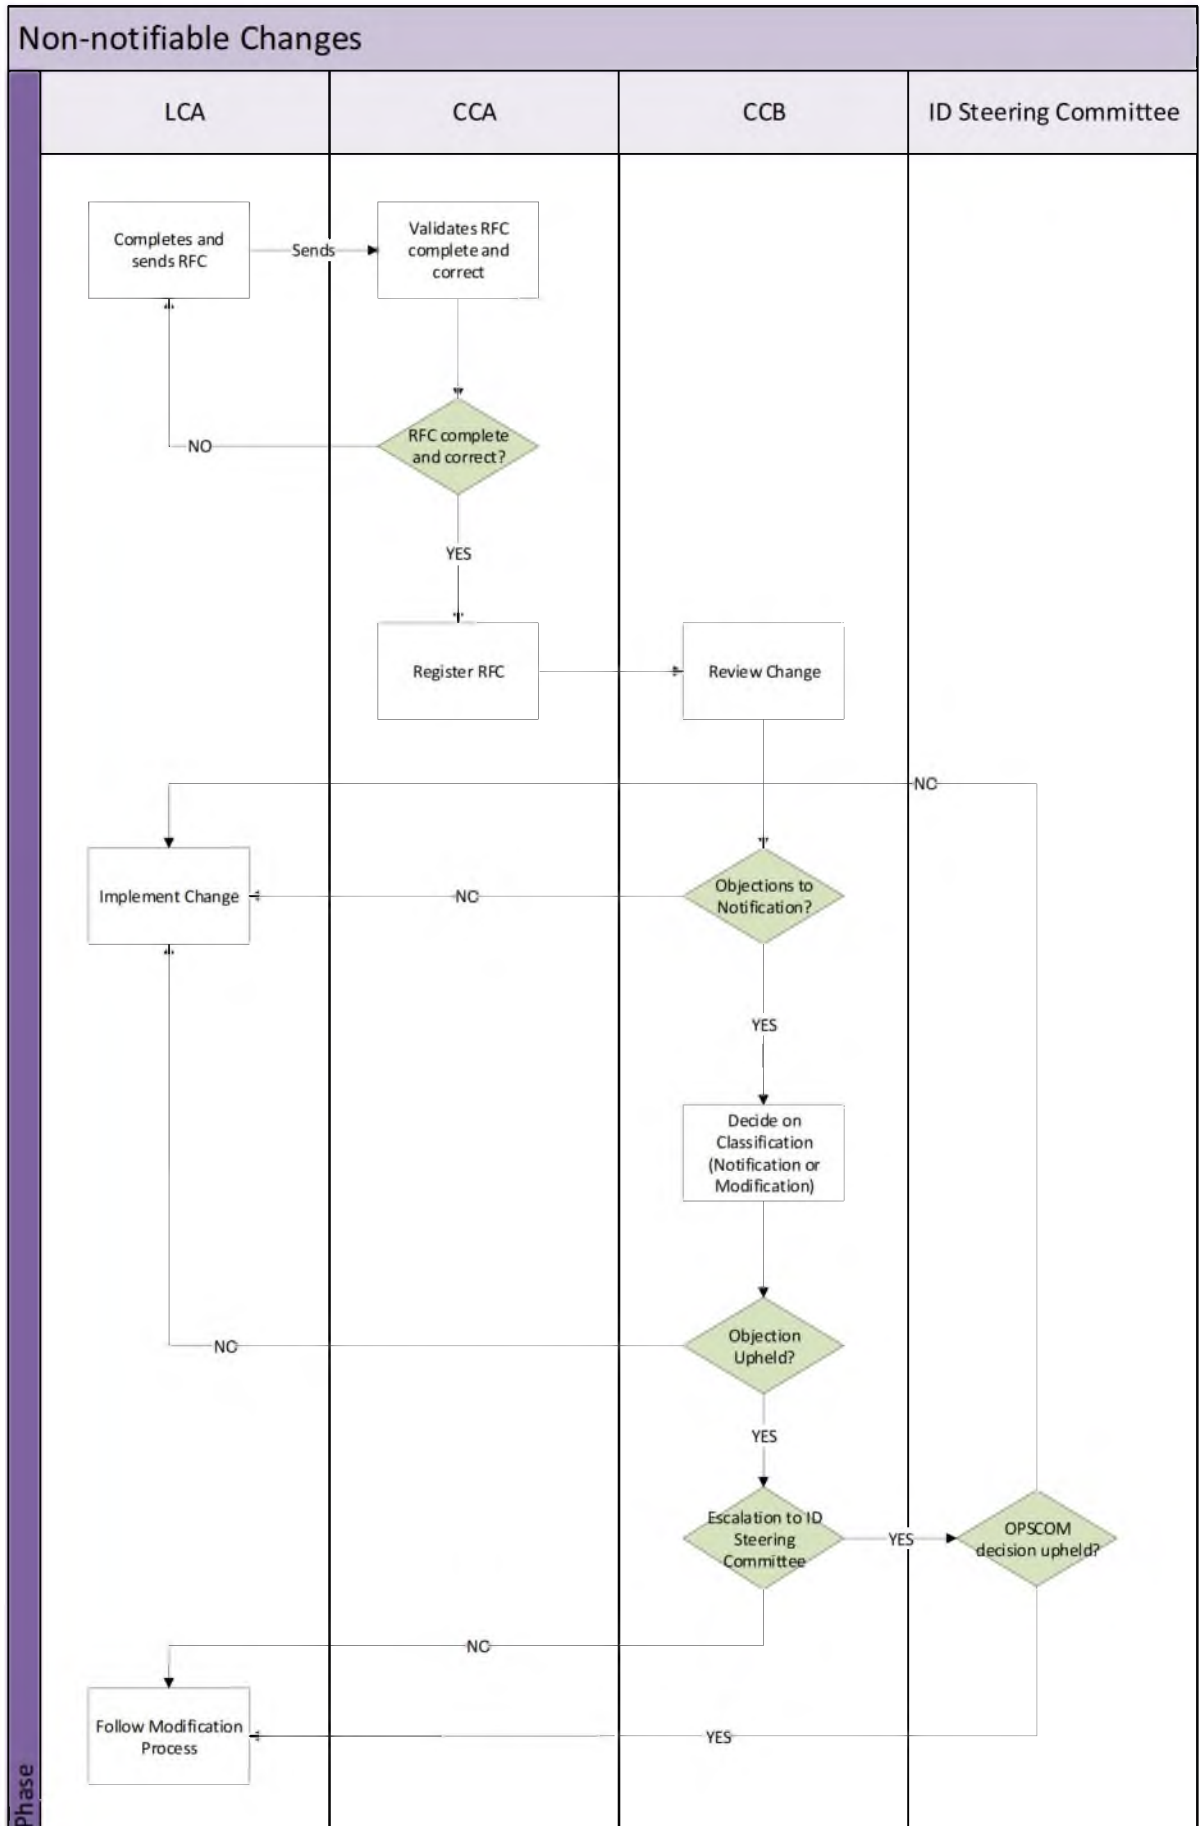 Non-notifiable Changes
LCA
CCA
CCB
ID Steering Committee
Completes and
sends RFC
Sends
Validates RFC
complete and
correct
RFC complete
and correct?
NO
YES
Register RFC
Review Change
NO
Implement Change
NO
Objections to
Notification?
YES
Decide on
Classification
(Notification or
Modification)
Objection
Upheld?
NO
YES
Escalation to ID
Steering
Committee
YES
OPSCOM
decision upheld?
NO
Follow Modification
Process
YES
Phase